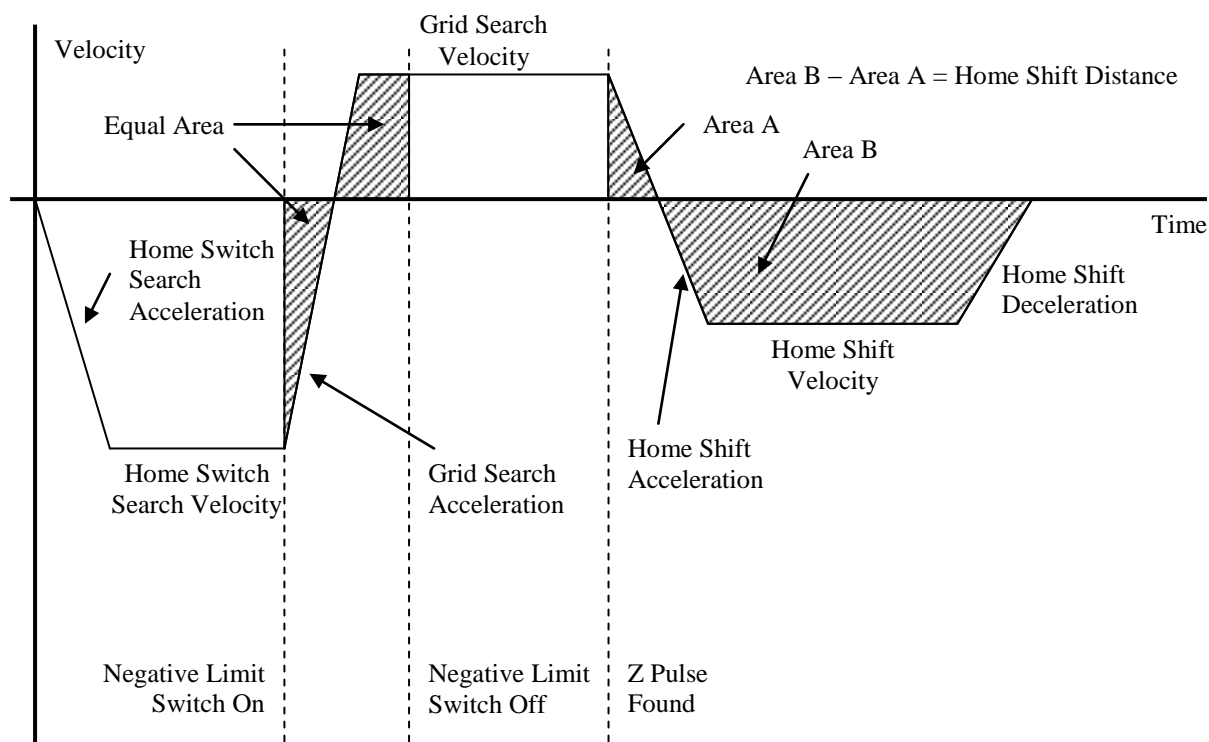 Grid Search
Velocity
Velocity
Area B – Area A = Home Shift Distance
Equal Area
Area A
Area B
Time
Home Switch
Search
Acceleration
Home Shift
Deceleration
Home Shift
Velocity
Home Switch
Search Velocity
Grid Search
Acceleration
Home Shift
Acceleration
Negative Limit
Switch On
Negative Limit
Switch Off
Z Pulse
Found